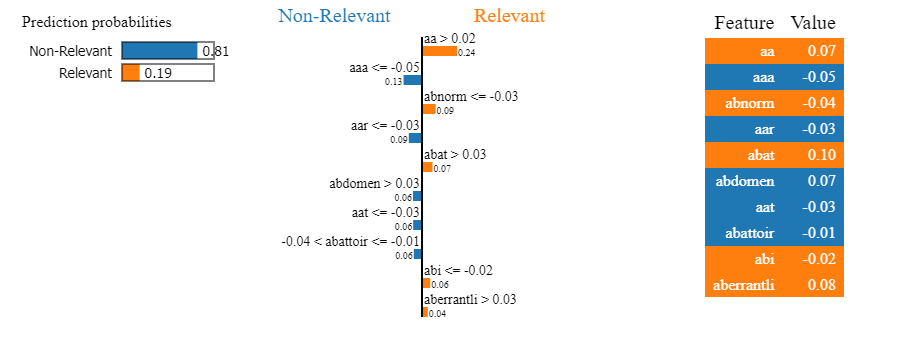 Prediction probabilities
Non-Relevant 0.81
Relevant 0.19
Non-Relevant Relevant
aa > 0.02
0.24
aaa <= -0.05
0.13
abnorm <= -0.03
0.09
aar <= -0.03
0.09
abat > 0.03
0.07
abdomen > 0.03
0.06
aat <= -0.03
0.06
-0.04 < abattoir <= -0.01
0.06
abi <= -0.02
0.06
aberrantli > 0.03
0.04
Feature Value
aa 0.07
aaa -0.05
abnorm -0.04
aar -0.03
abat 0.10
abdomen 0.07
aat -0.03
abattoir -0.01
abi -0.02
aberrantli 0.08